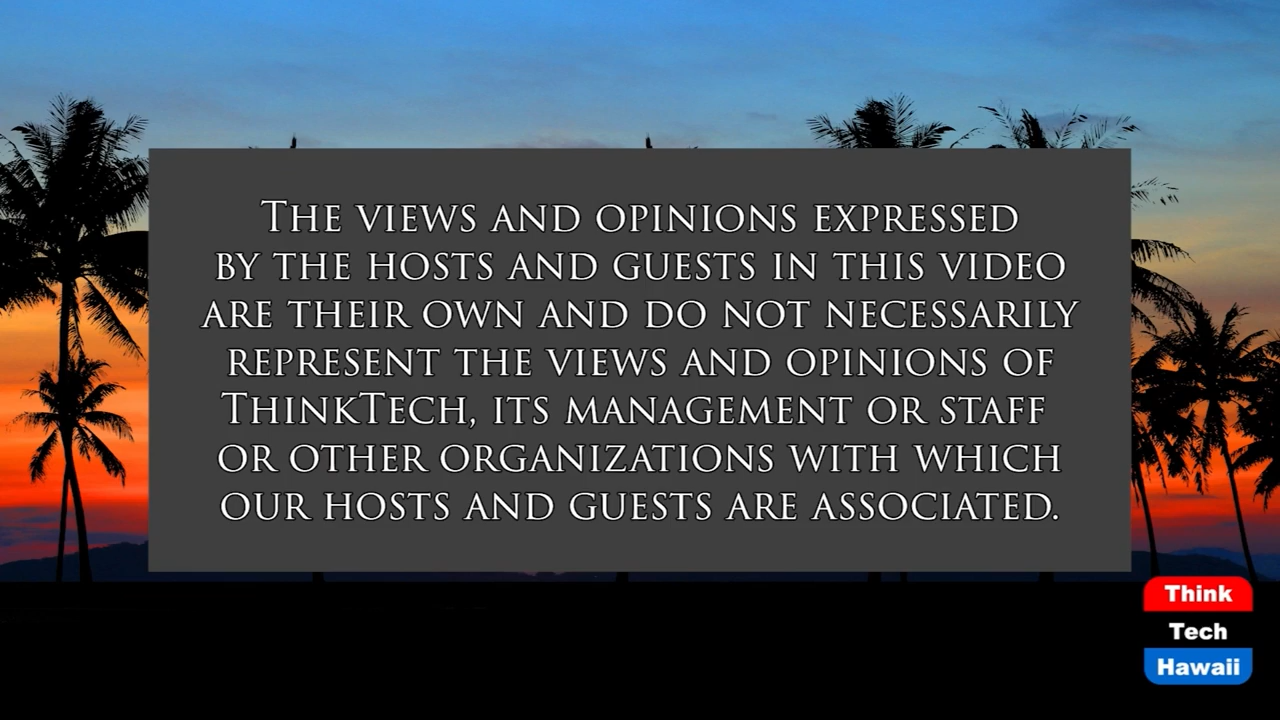 The views and opinions expressed
by the hosts and guests in this video
are their own and do not necessarily
represent the views and opinions of
ThinkTech, its management or staff
or other organizations with which
our hosts and guests are associated.
Think
Tech
Hawaii